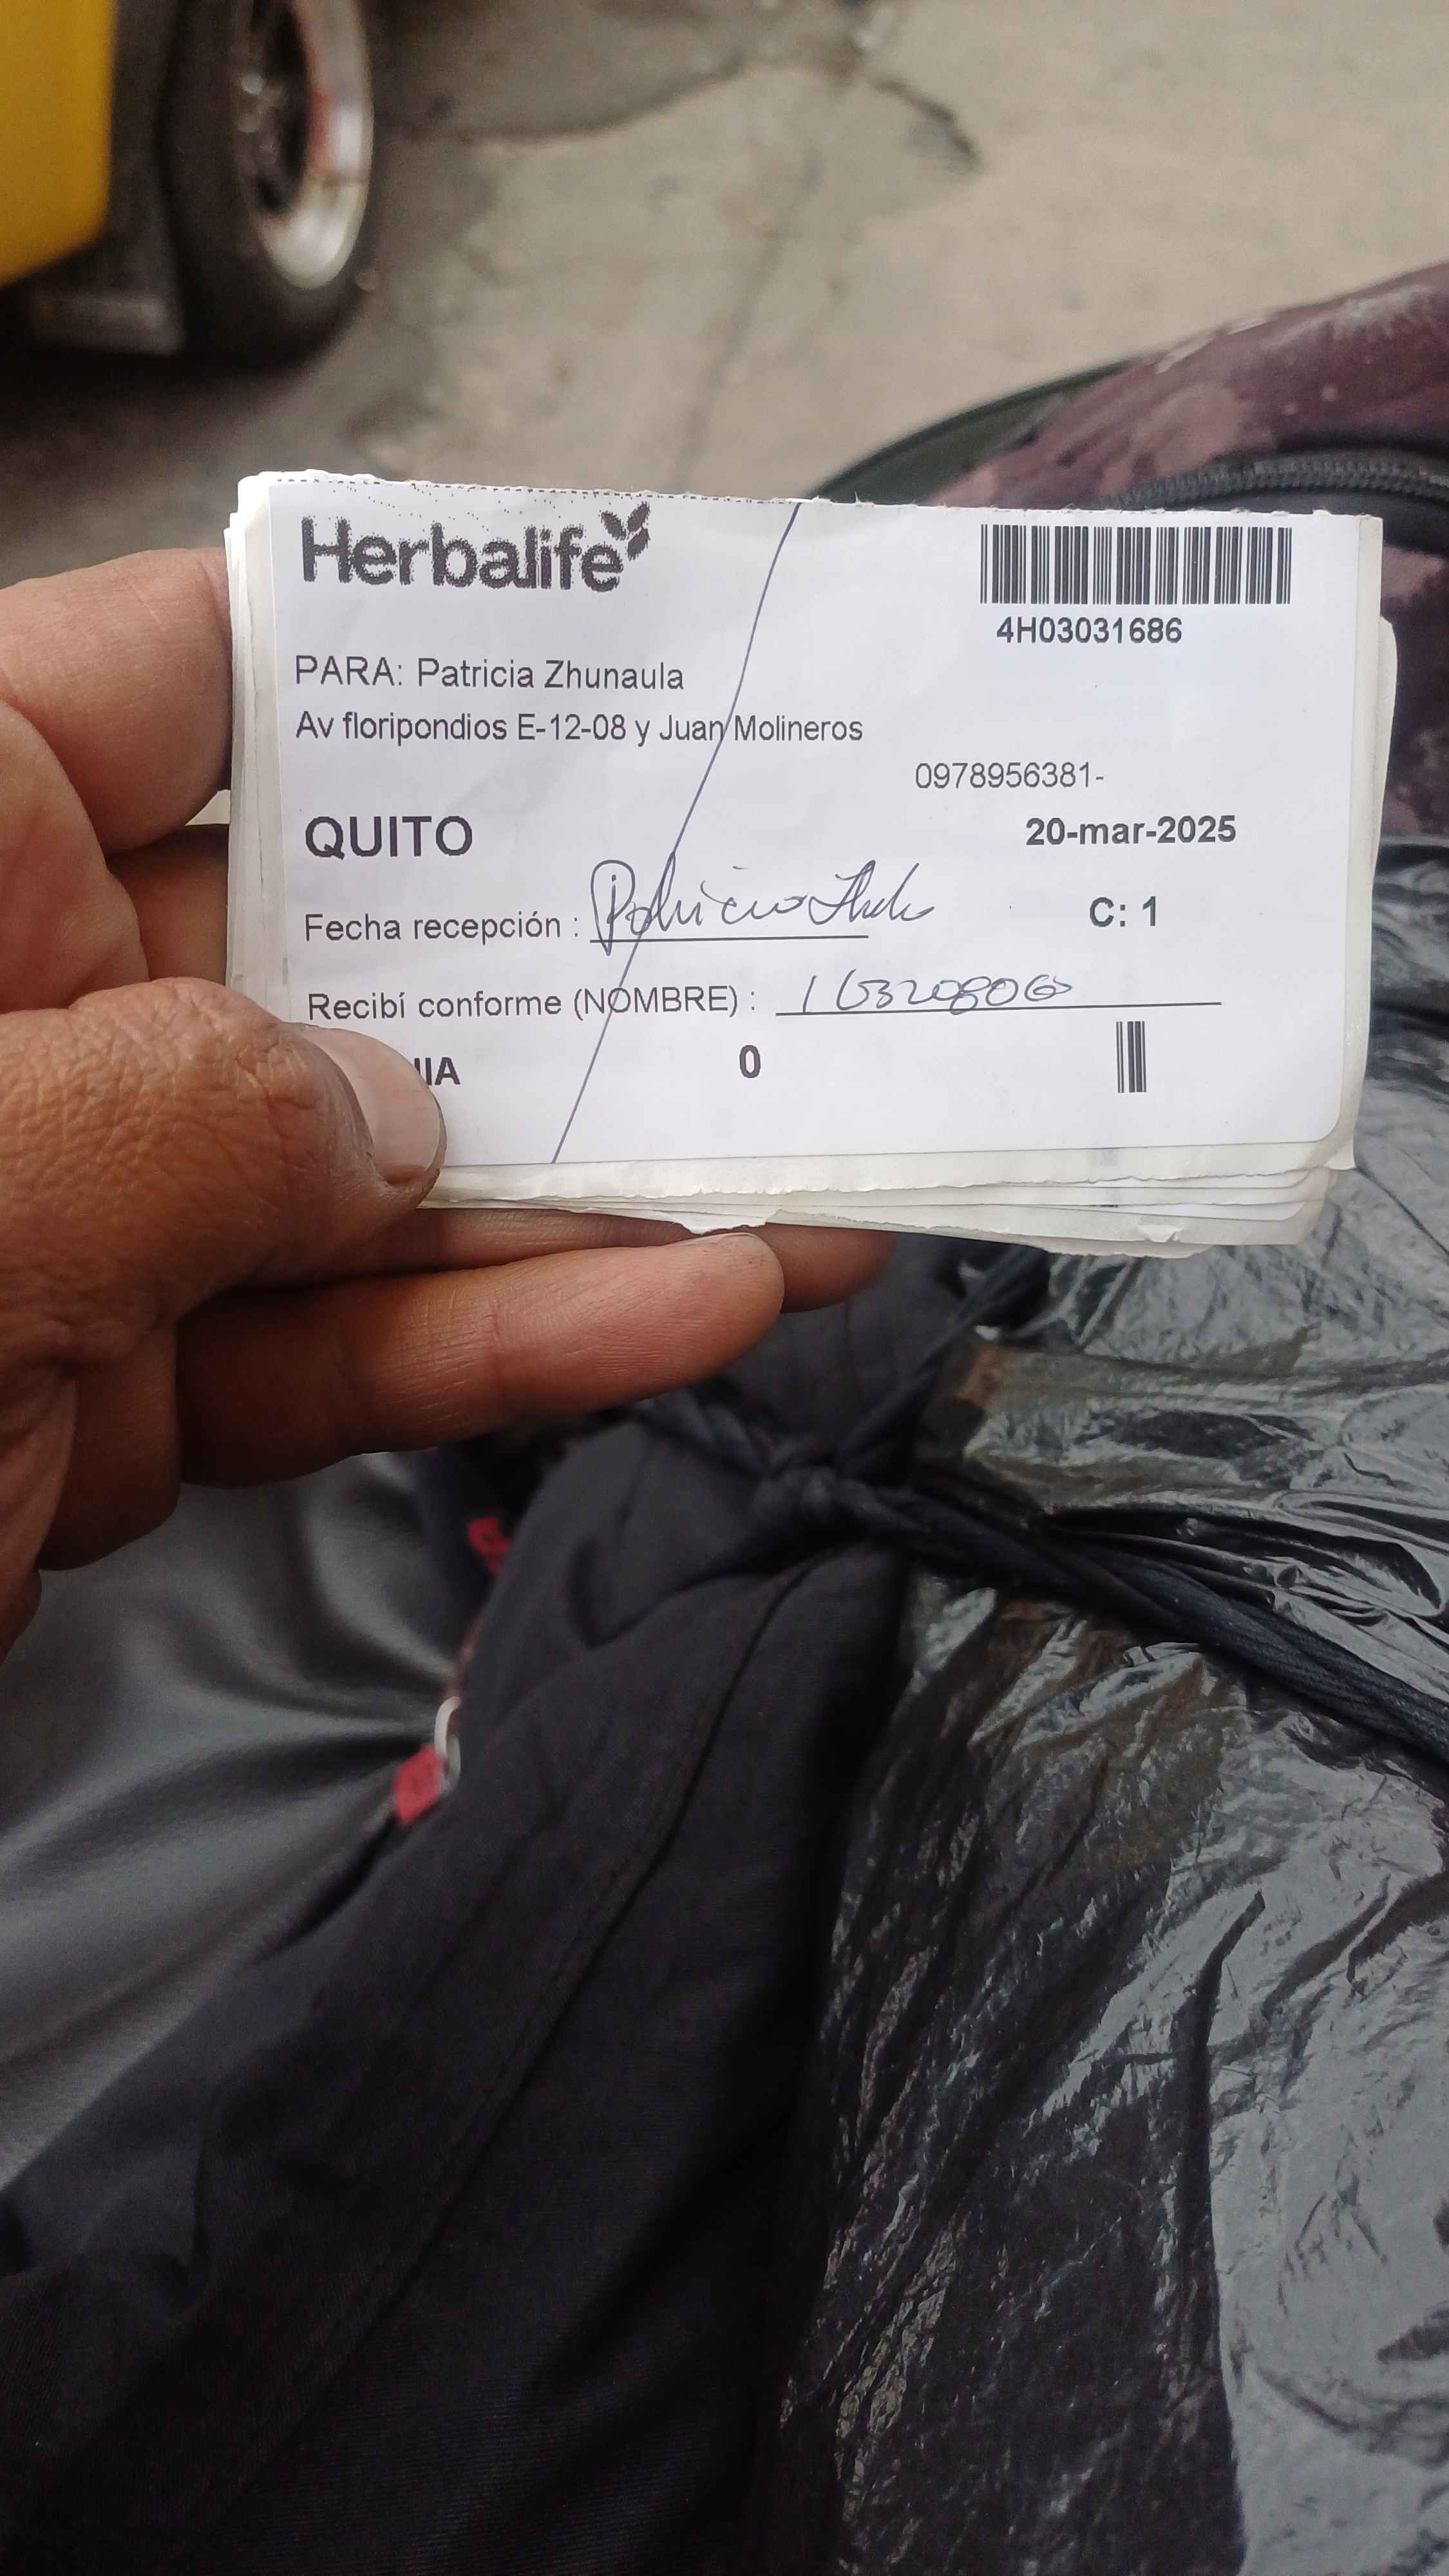 Herbalife
4H03031686
PARA: Patricia Zhunaula
Av floripondios E-12-08 y Juan Molineros
0978956381-
QUITO
20-mar-2025
Fecha recepción :
C: 1
Recibí conforme (NOMBRE) :
0